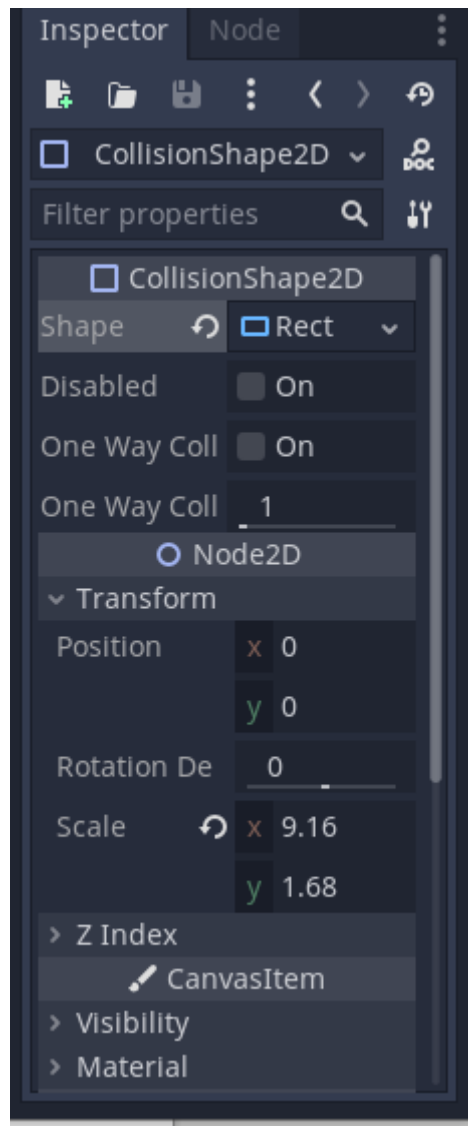 Inspector Node
CollisionShape2D
DOC
Filter properties
CollisionShape2D
Shape Rect
Disabled On
One Way Coll On
One Way Coll 1
Node2D
Transform
Position x 0
y 0
Rotation De 0
Scale x 9.16
y 1.68
Z Index
CanvasItem
Visibility
Material